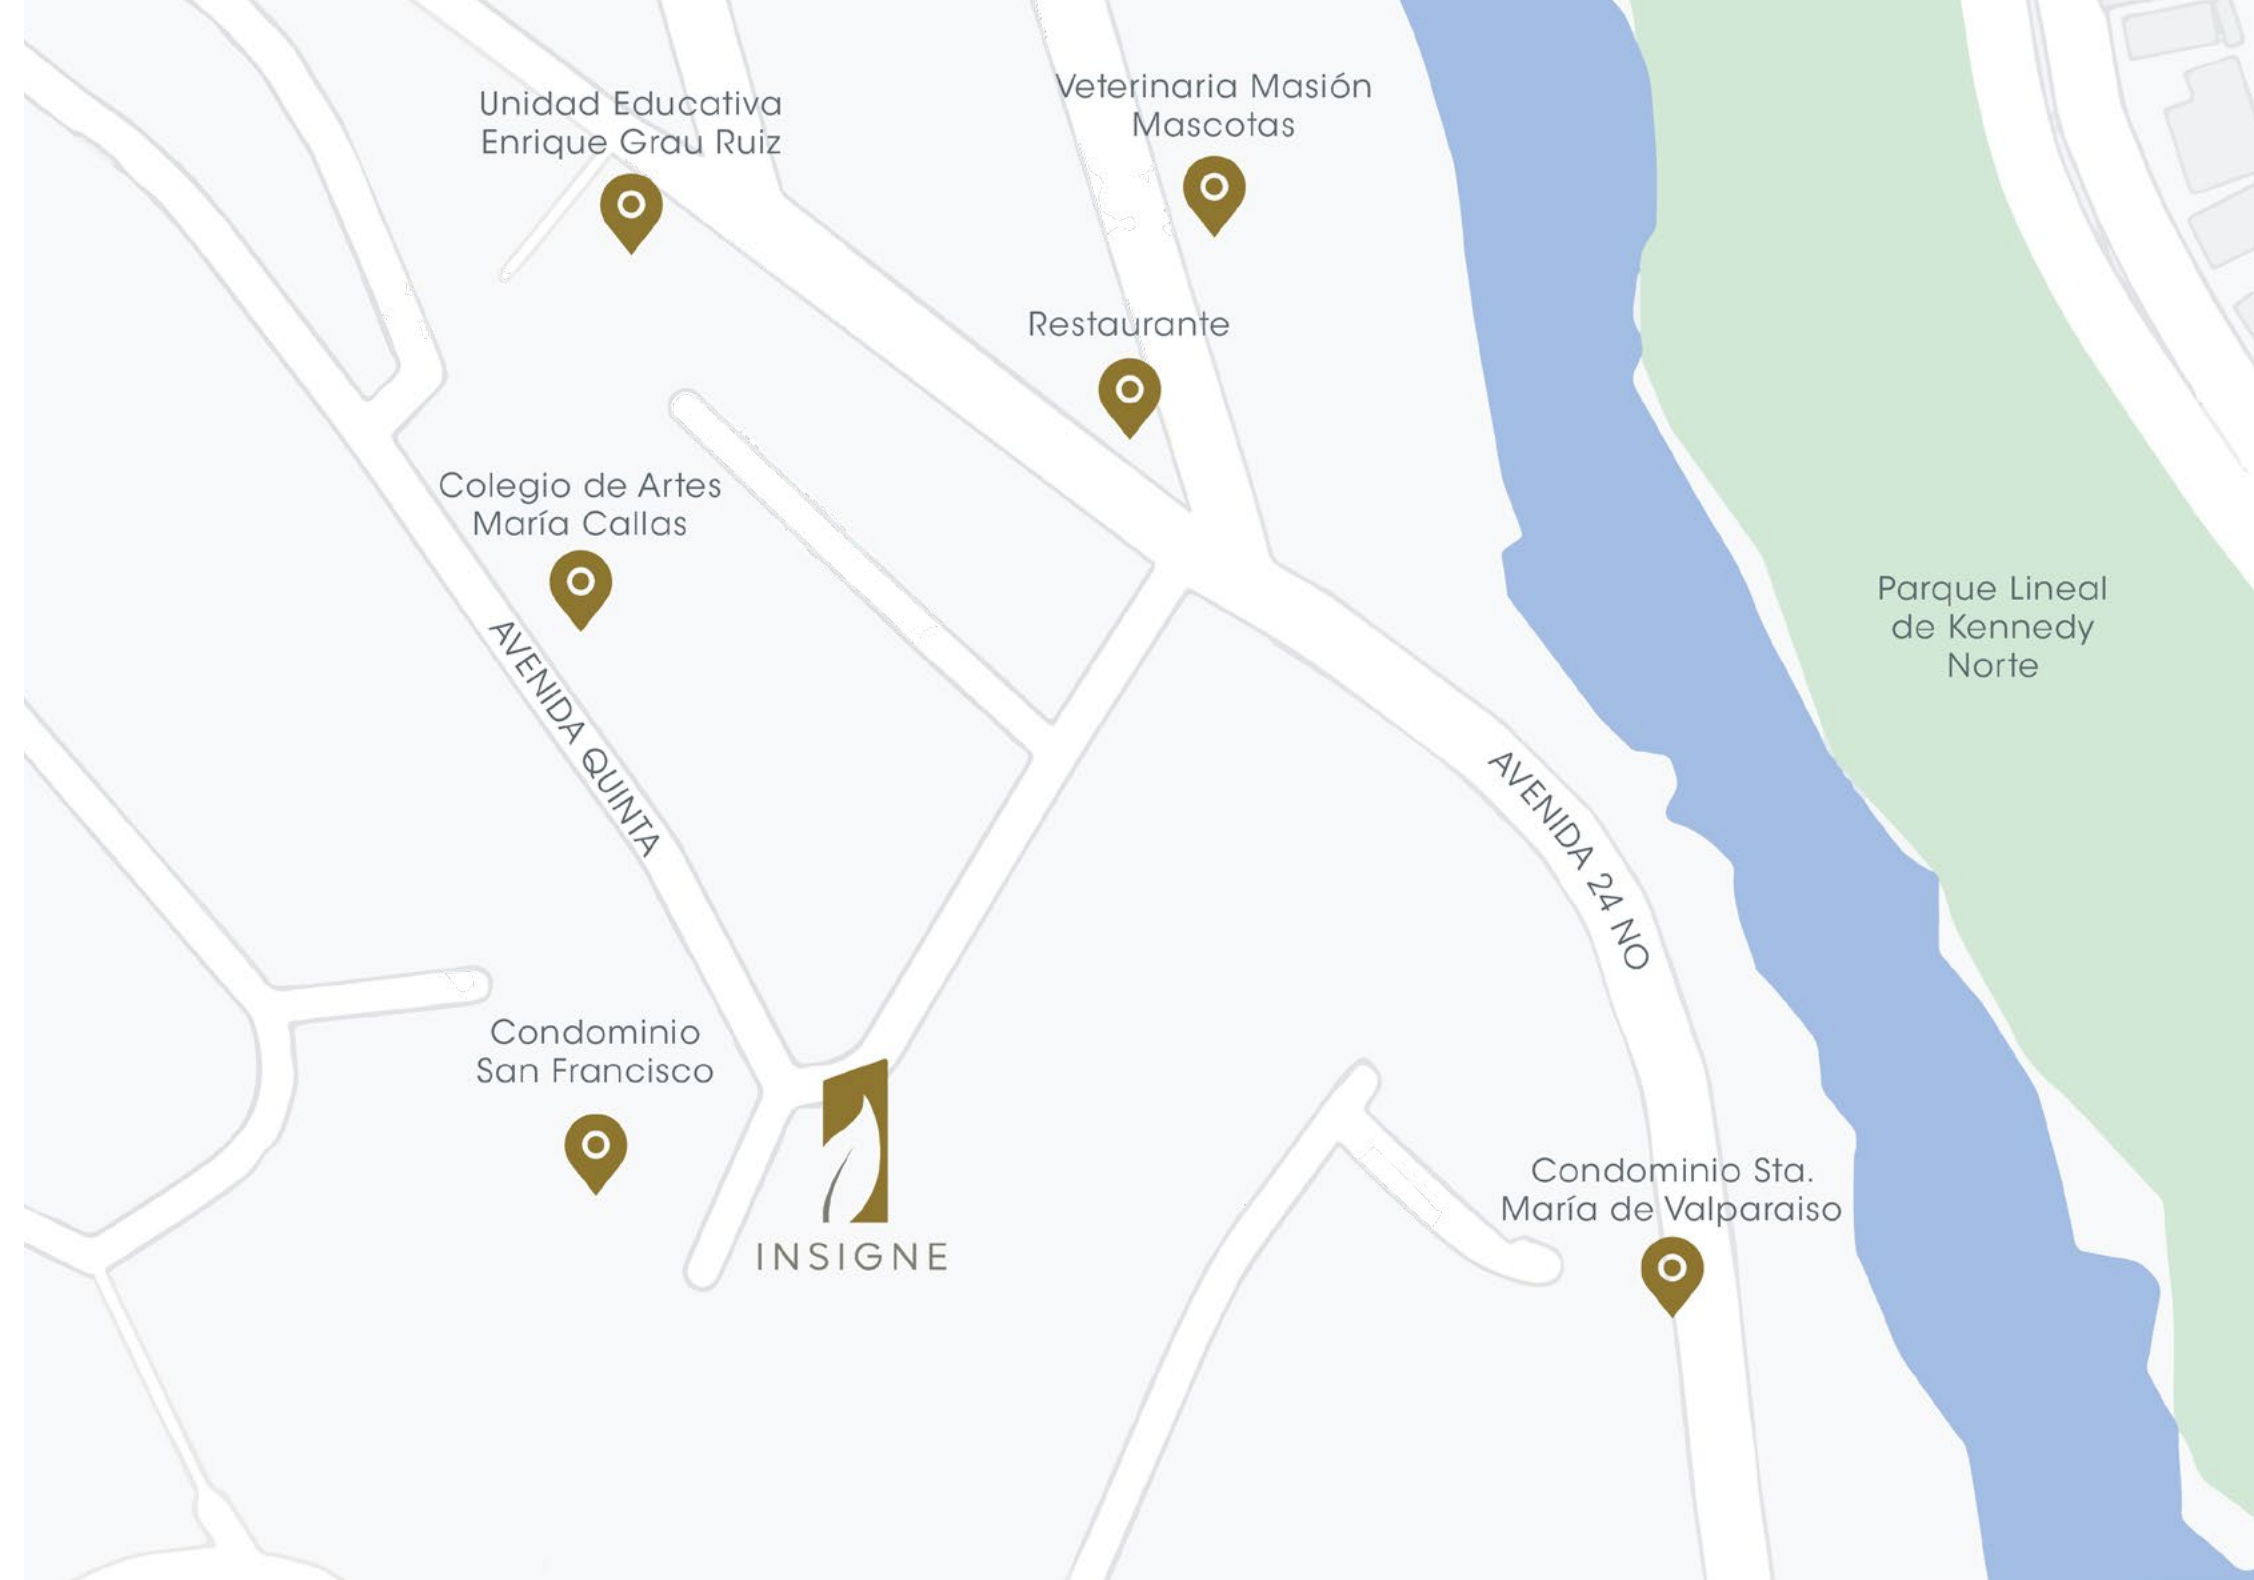 Veterinaria Masión
Mascotas
Unidad Educativa
Enrique Grau Ruiz
Restaurante
Colegio de Artes
María Callas
Parque Lineal
de Kennedy
Norte
AVENIDA QUINTA
AVENIDA 24 NO
Condominio
San Francisco
Condominio Sta.
María de Valparaiso
INSIGNE